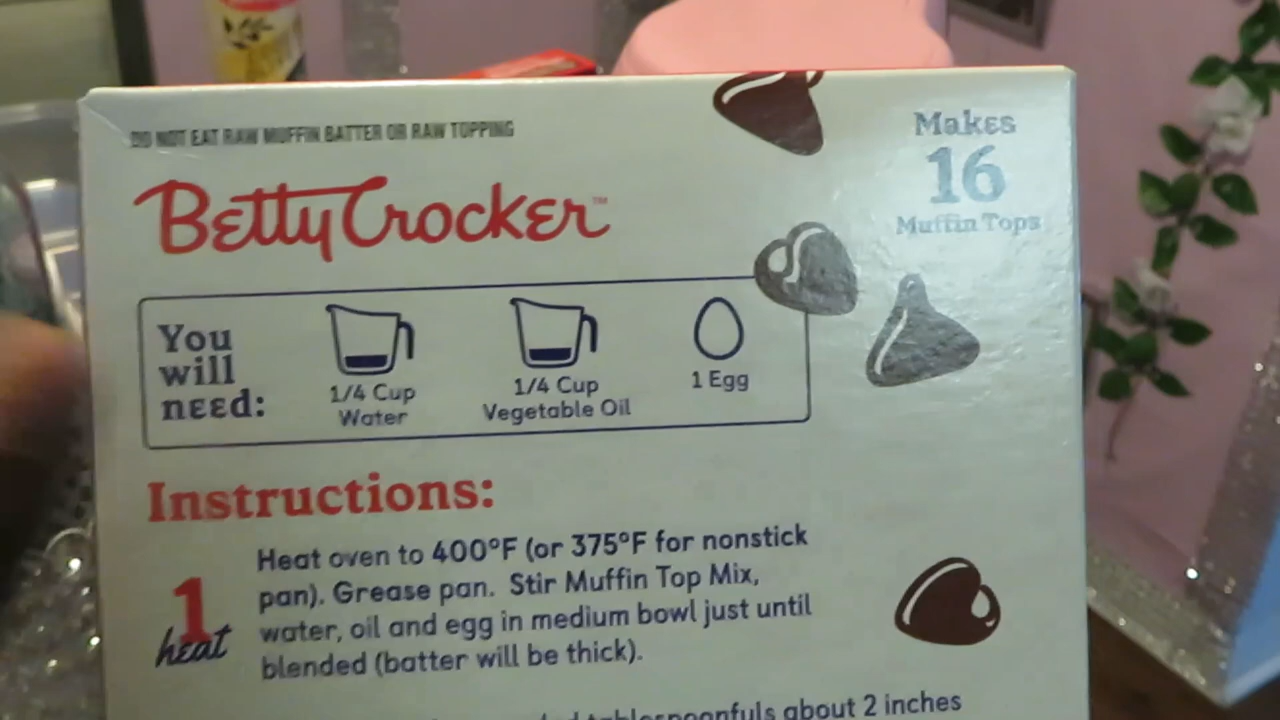 DO NOT EAT RAW MUFFIN BATTER OR RAW TOPPING
Betty Crocker™
Makes
16
Muffin Tops
You
will
need:
1/4 Cup
Water
1/4 Cup
Vegetable Oil
1 Egg
Instructions:
1
heat
Heat oven to 400°F (or 375°F for nonstick
pan). Grease pan. Stir Muffin Top Mix,
water, oil and egg in medium bowl just until
blended (batter will be thick).
tablespoonfuls about 2 inches